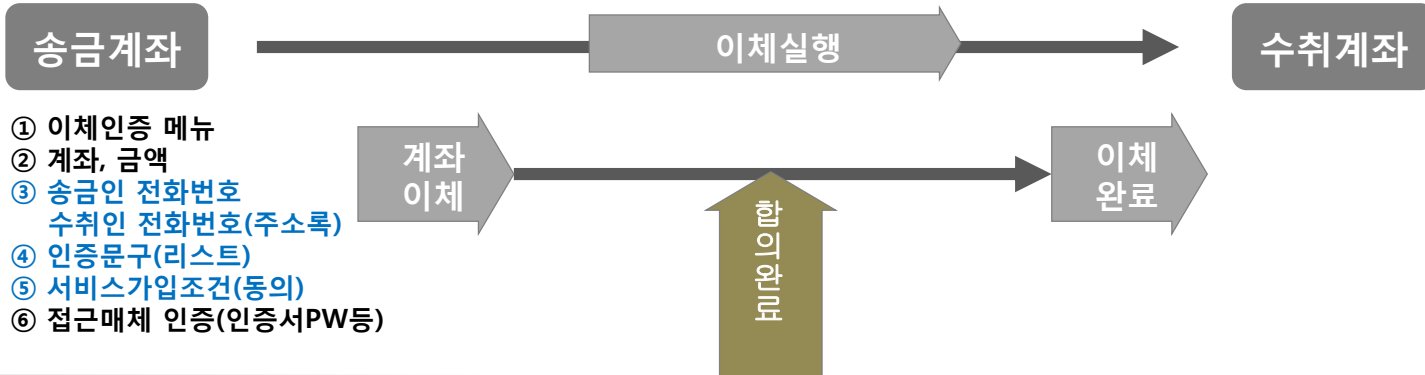 송금계좌
이체실행
수취계좌
① 이체인증 메뉴
② 계좌, 금액
③ 송금인 전화번호
수취인 전화번호(주소록)
④ 인증문구(리스트)
⑤ 서비스가입조건(동의)
⑥ 접근매체 인증(인증서PW등)
계좌
이체
합의완료
이체
완료